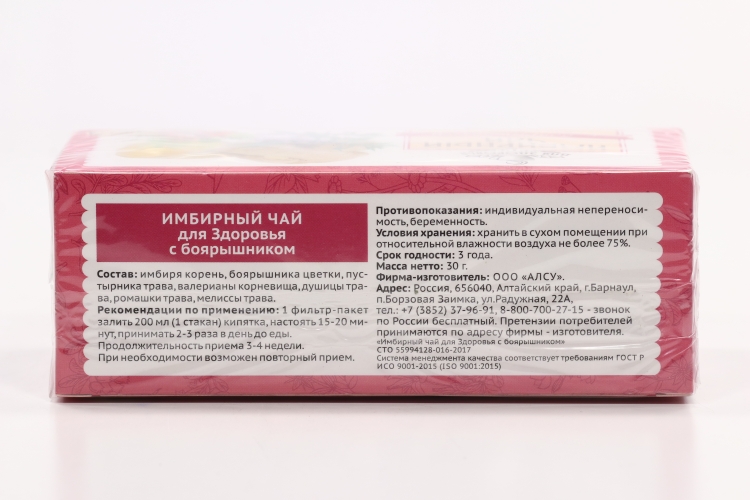 ИМБИРНЫЙ ЧАЙ
для Здоровья
с боярышником
Состав: имбиря корень, боярышника цветки, пус-
тырника трава, валерианы корневища, душицы тра-
ва, ромашки трава, мелиссы трава.
Рекомендации по применению: 1 фильтр-пакет
залить 200 мл (1 стакан) кипятка, настоять 15-20 ми-
нут, принимать 2-3 раза в день до еды.
Продолжительность приема 3-4 недели.
При необходимости возможен повторный прием.
Противопоказания: индивидуальная непереноси-
мость, беременность.
Условия хранения: хранить в сухом помещении при
относительной влажности воздуха не более 75%.
Срок годности: 3 года.
Масса нетто: 30 г.
Фирма-изготовитель: ООО «АЛСУ».
Адрес: Россия, 656040, Алтайский край, г.Барнаул,
п.Борзовая Заимка, ул.Радужная, 22А,
тел.: +7 (3852) 37-96-91, 8-800-700-27-15 - звонок
по России бесплатный. Претензии потребителей
принимаются по адресу фирмы - изготовителя.
«Имбирный чай для Здоровья с боярышником»
СТО 55994128-016-2017
Система менеджмента качества соответствует требованиям ГОСТ Р
ИСО 9001-2015 (ISO 9001:2015)